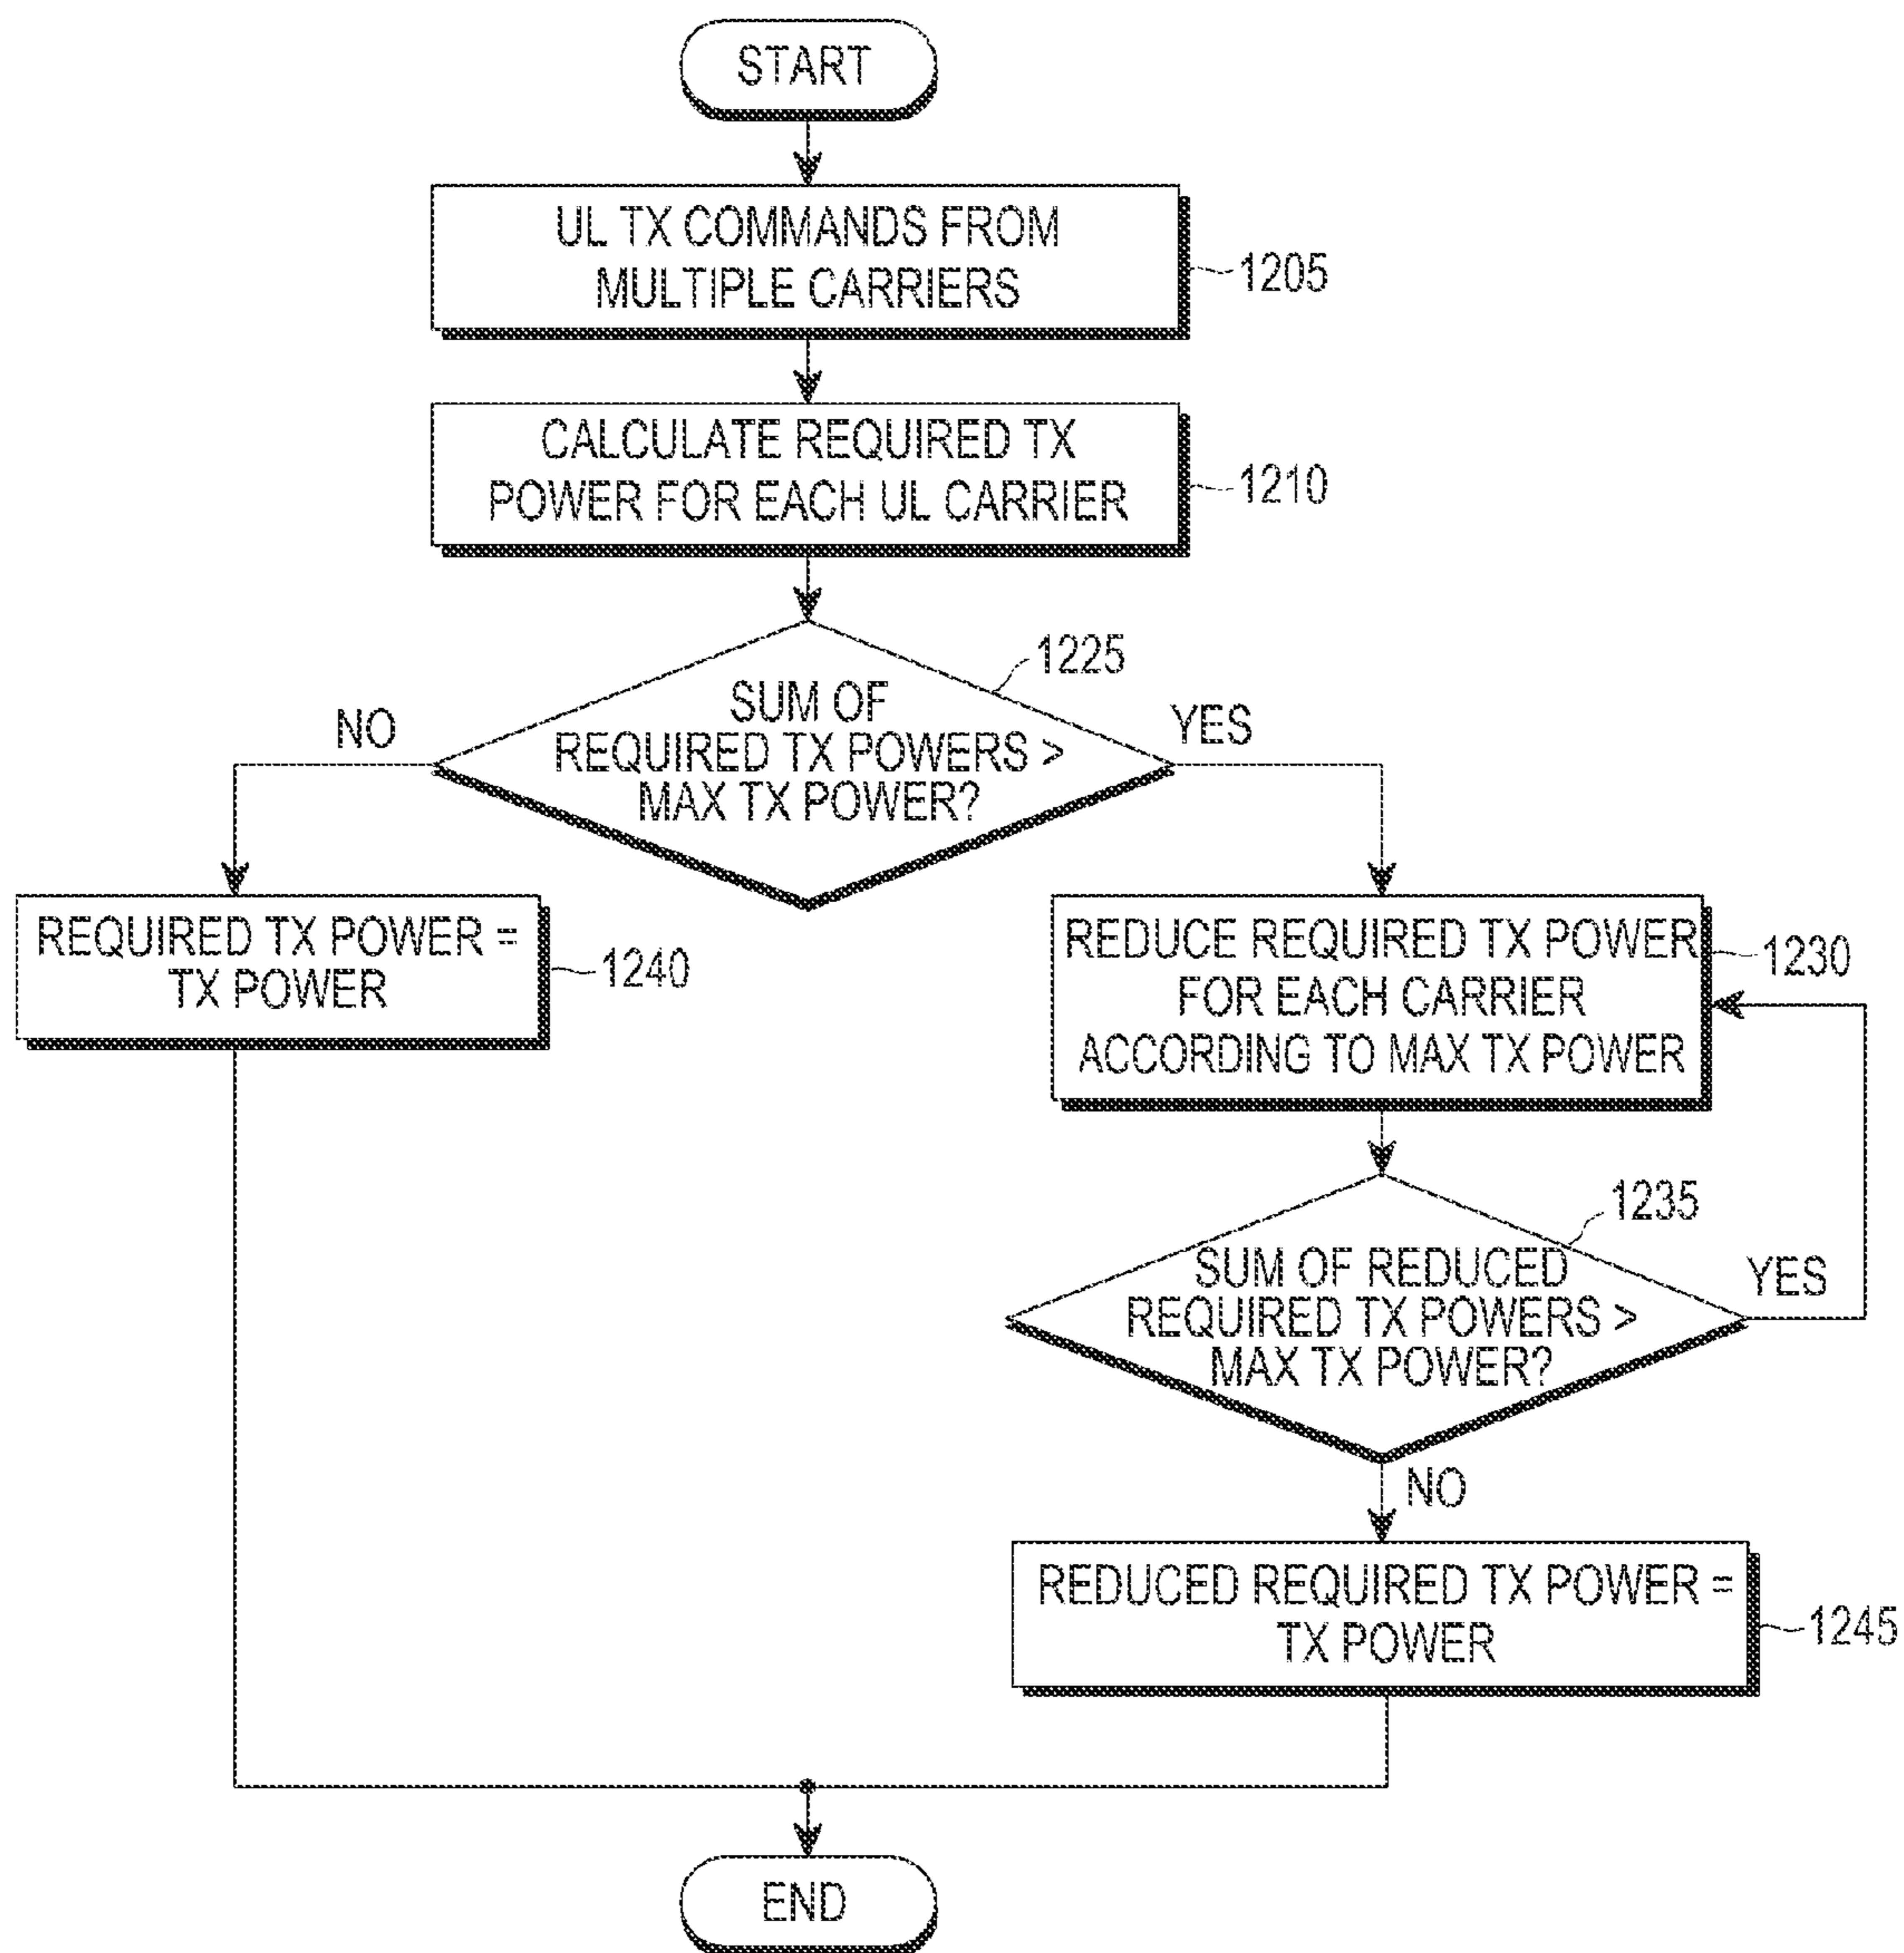 START
UL TX COMMANDS FROM
MULTIPLE CARRIERS
1205
CALCULATE REQUIRED TX
POWER FOR EACH UL CARRIER
1210
1225
SUM OF
REQUIRED TX POWERS >
MAX TX POWER?
NO
YES
REQUIRED TX POWER =
TX POWER
1240
REDUCE REQUIRED TX POWER
FOR EACH CARRIER
ACCORDING TO MAX TX POWER
1230
1235
SUM OF REDUCED
REQUIRED TX POWERS >
MAX TX POWER?
YES
NO
REDUCED REQUIRED TX POWER =
TX POWER
1245
END